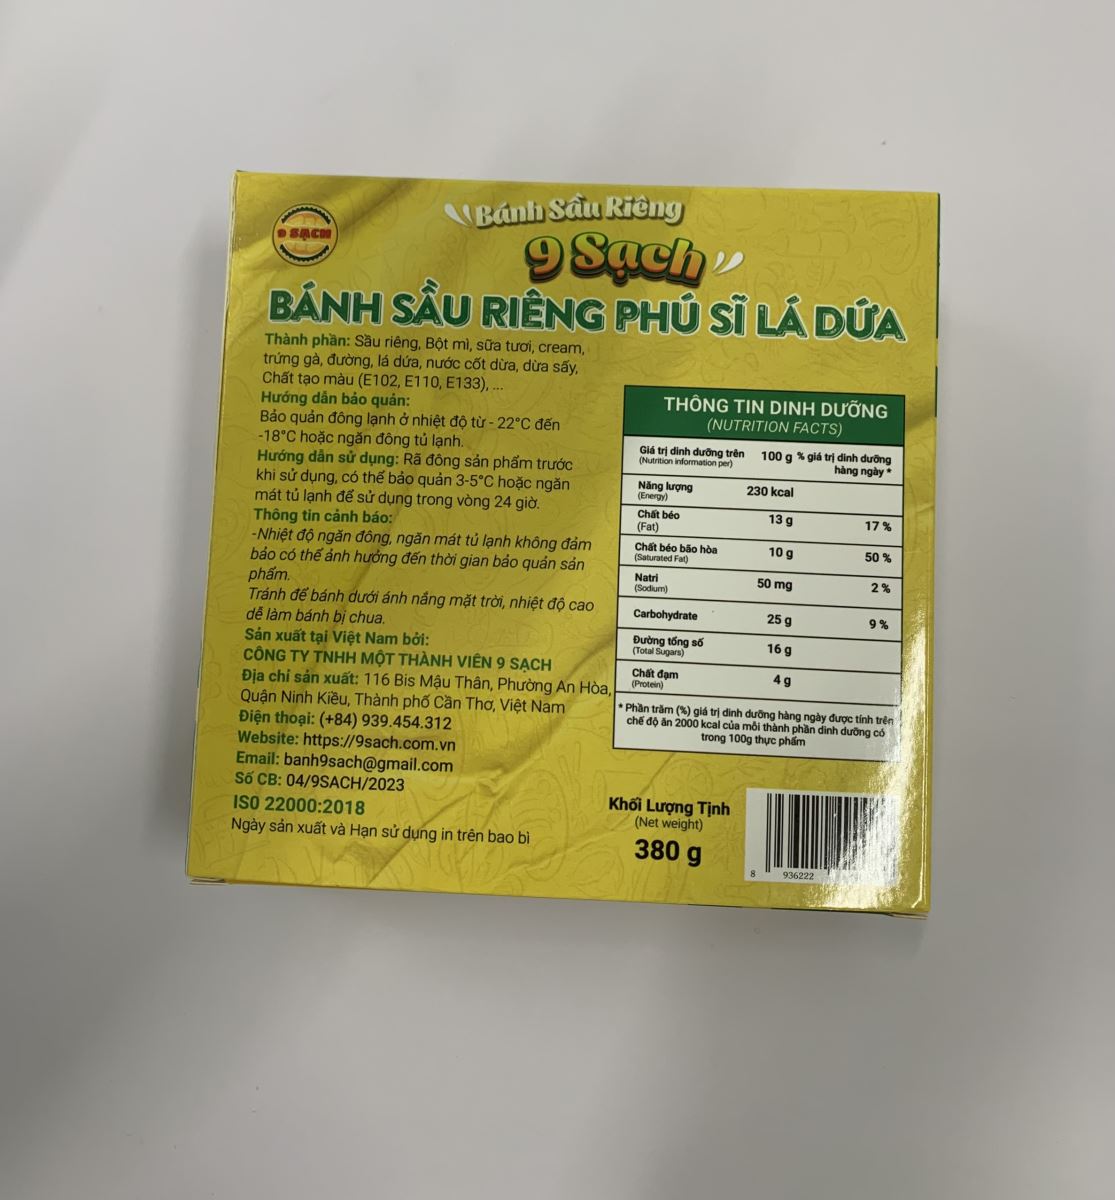 9 SẠCH
Bánh Sầu Riêng
9 Sạch
BÁNH SẦU RIÊNG PHÚ SĨ LÁ DỨA
Thành phần: Sầu riêng, Bột mì, sữa tươi, cream,
trứng gà, đường, lá dứa, nước cốt dừa, dừa sấy,
Chất tạo màu (E102, E110, E133), ...
Hướng dẫn bảo quản:
Bảo quản đông lạnh ở nhiệt độ từ - 22°C đến
-18°C hoặc ngăn đông tủ lạnh.
Hướng dẫn sử dụng: Rã đông sản phẩm trước
khi sử dụng, có thể bảo quản 3-5°C hoặc ngăn
mát tủ lạnh để sử dụng trong vòng 24 giờ.
Thông tin cảnh báo:
-Nhiệt độ ngăn đông, ngăn mát tủ lạnh không đảm
bảo có thể ảnh hưởng đến thời gian bảo quản sản
phẩm.
Tránh để bánh dưới ánh nắng mặt trời, nhiệt độ cao
dễ làm bánh bị chua.
Sản xuất tại Việt Nam bởi:
CÔNG TY TNHH MỘT THÀNH VIÊN 9 SẠCH
Địa chỉ sản xuất: 116 Bis Mậu Thân, Phường An Hòa,
Quận Ninh Kiều, Thành phố Cần Thơ, Việt Nam
Điện thoại: (+84) 939.454.312
Website: https://9sach.com.vn
Email: banh9sach@gmail.com
Số CB: 04/9SACH/2023
ISO 22000:2018
Ngày sản xuất và Hạn sử dụng in trên bao bì
THÔNG TIN DINH DƯỠNG
(NUTRITION FACTS)
Giá trị dinh dưỡng trên 100 g % giá trị dinh dưỡng
(Nutrition information per) hàng ngày *
Năng lượng 230 kcal
(Energy)
Chất béo 13 g 17 %
(Fat)
Chất béo bão hòa 10 g 50 %
(Saturated Fat)
Natri 50 mg 2 %
(Sodium)
Carbohydrate 25 g 9 %
Đường tổng số 16 g
(Total Sugars)
Chất đạm 4 g
(Protein)
* Phần trăm (%) giá trị dinh dưỡng hàng ngày được tính trên
chế độ ăn 2000 kcal của mỗi thành phần dinh dưỡng có
trong 100g thực phẩm
Khối Lượng Tịnh
(Net weight)
380 g
8 936222